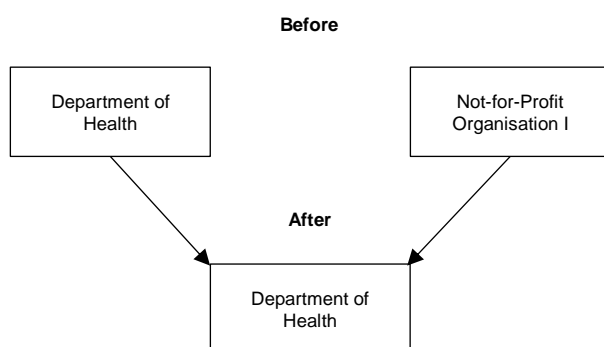 Before
Department of
Health
Not-for-Profit
Organisation I
After
Department of
Health